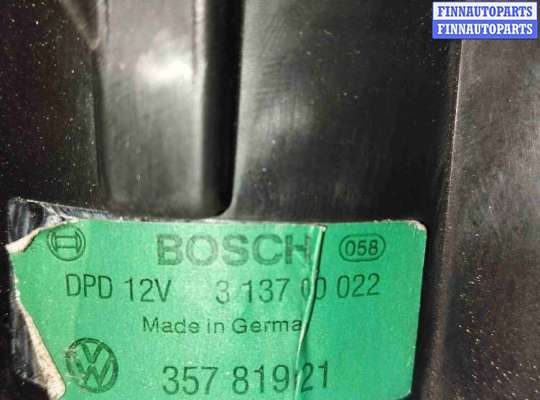 FINNAUTOPARTS
FINNAUTOPARTS
BOSCH 058
DPD 12V 3 137 00 022
Made in Germa
357 819 21